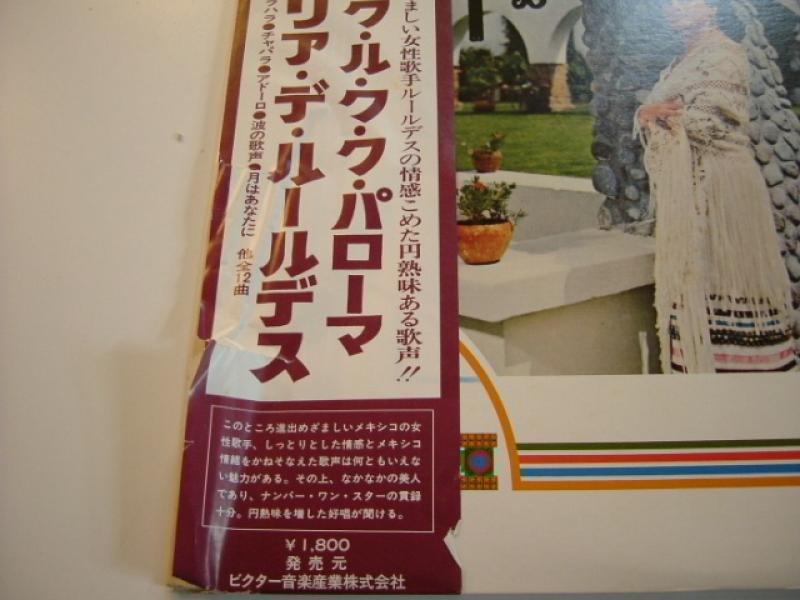 ましい女性歌手ルールデスの情感こめた円熟味ある歌声!!
ク・ル・ク・ク・パローマ
リア・デ・ルールデス
ラハラ●チャパラ●アドーロ●波の歌声●月はあなたに 他全12曲
このところ進出めざましいメキシコの女
性歌手、しっとりとした情感とメキシコ
情緒をかねそなえた歌声は何ともいえな
い魅力がある。その上、なかなかの美人
であり、ナンバー・ワン・スターの貫録
十分。円熟味を増した好唱が聞ける。
¥1,800
発売元
ビクター音楽産業株式会社